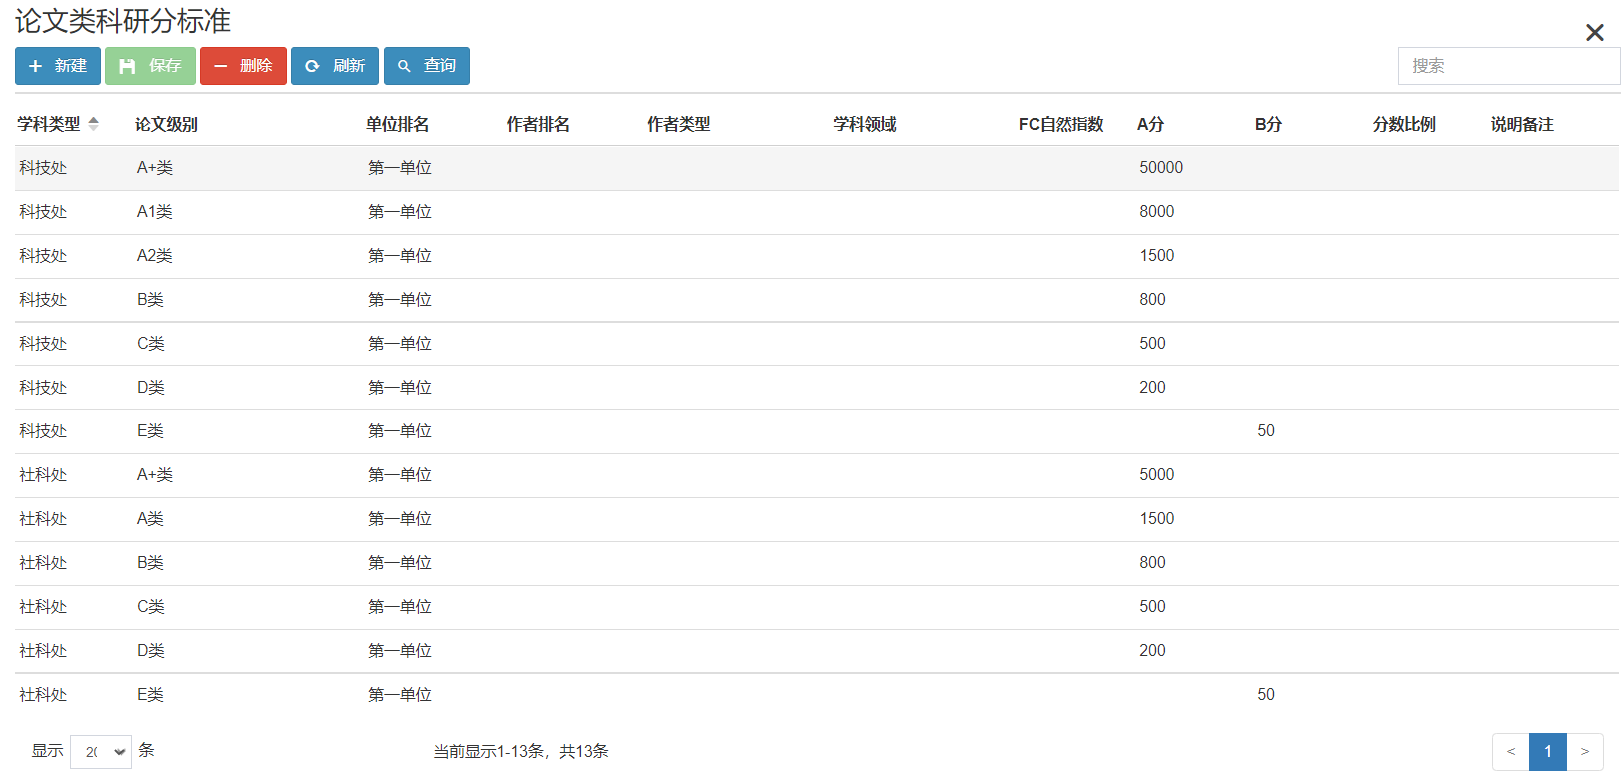 论文类科研分标准
新建 保存 删除 刷新 查询 搜索
学科类型 论文级别 单位排名 作者排名 作者类型 学科领域 FC自然指数 A分 B分 分数比例 说明备注
科技处 A+类 第一单位 50000
科技处 A1类 第一单位 8000
科技处 A2类 第一单位 1500
科技处 B类 第一单位 800
科技处 C类 第一单位 500
科技处 D类 第一单位 200
科技处 E类 第一单位 50
社科处 A+类 第一单位 5000
社科处 A类 第一单位 1500
社科处 B类 第一单位 800
社科处 C类 第一单位 500
社科处 D类 第一单位 200
社科处 E类 第一单位 50
显示 20 条 当前显示1-13条，共13条 < 1 >